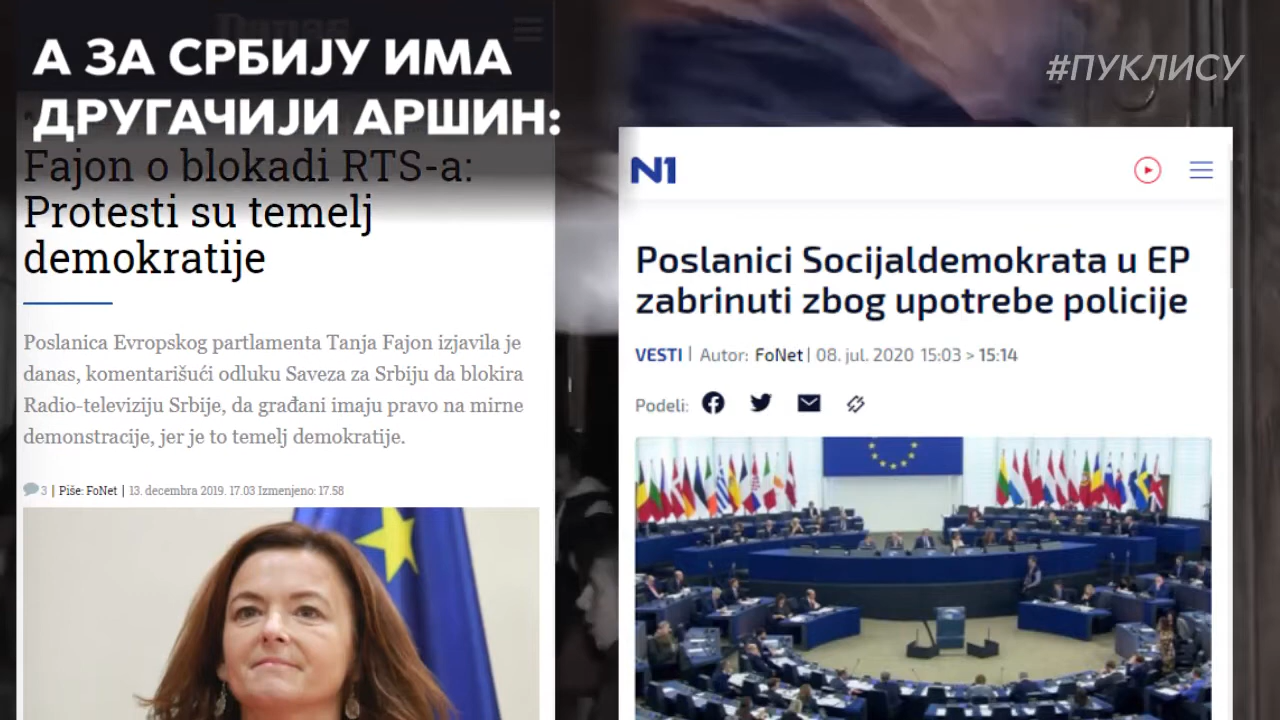 А ЗА СРБИЈУ ИМА
ДРУГАЧИЈИ АРШИН:
#ПУКЛИСУ
Fajon o blokadi RTS-a:
Protesti su temelj
demokratije
Poslanica Evropskog partlamenta Tanja Fajon izjavila je
danas, komentarišući odluku Saveza za Srbiju da blokira
Radio-televiziju Srbije, da građani imaju pravo na mirne
demonstracije, jer je to temelj demokratije.
3 | Piše: FoNet | 13. decembra 2019. 17.03 Izmenjeno: 17.58
N1
Poslanici Socijaldemokrata u EP
zabrinuti zbog upotrebe policije
VESTI | Autor: FoNet | 08. jul. 2020 15:03 > 15:14
Podeli: